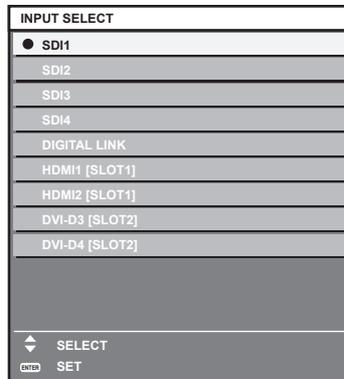 INPUT SELECT
SDI1
SDI2
SDI3
SDI4
DIGITAL LINK
HDMI1 [SLOT1]
HDMI2 [SLOT1]
DVI-D3 [SLOT2]
DVI-D4 [SLOT2]
SELECT
ENTER SET